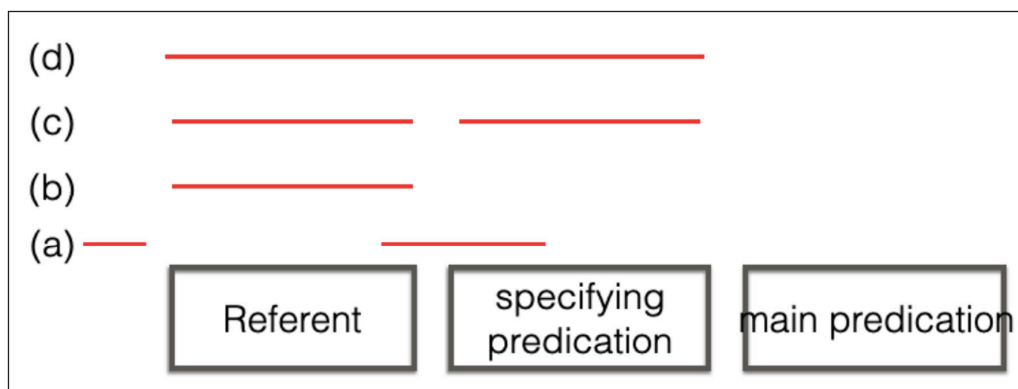 (d)
(c)
(b)
(a)
Referent
specifying
predication
main predication